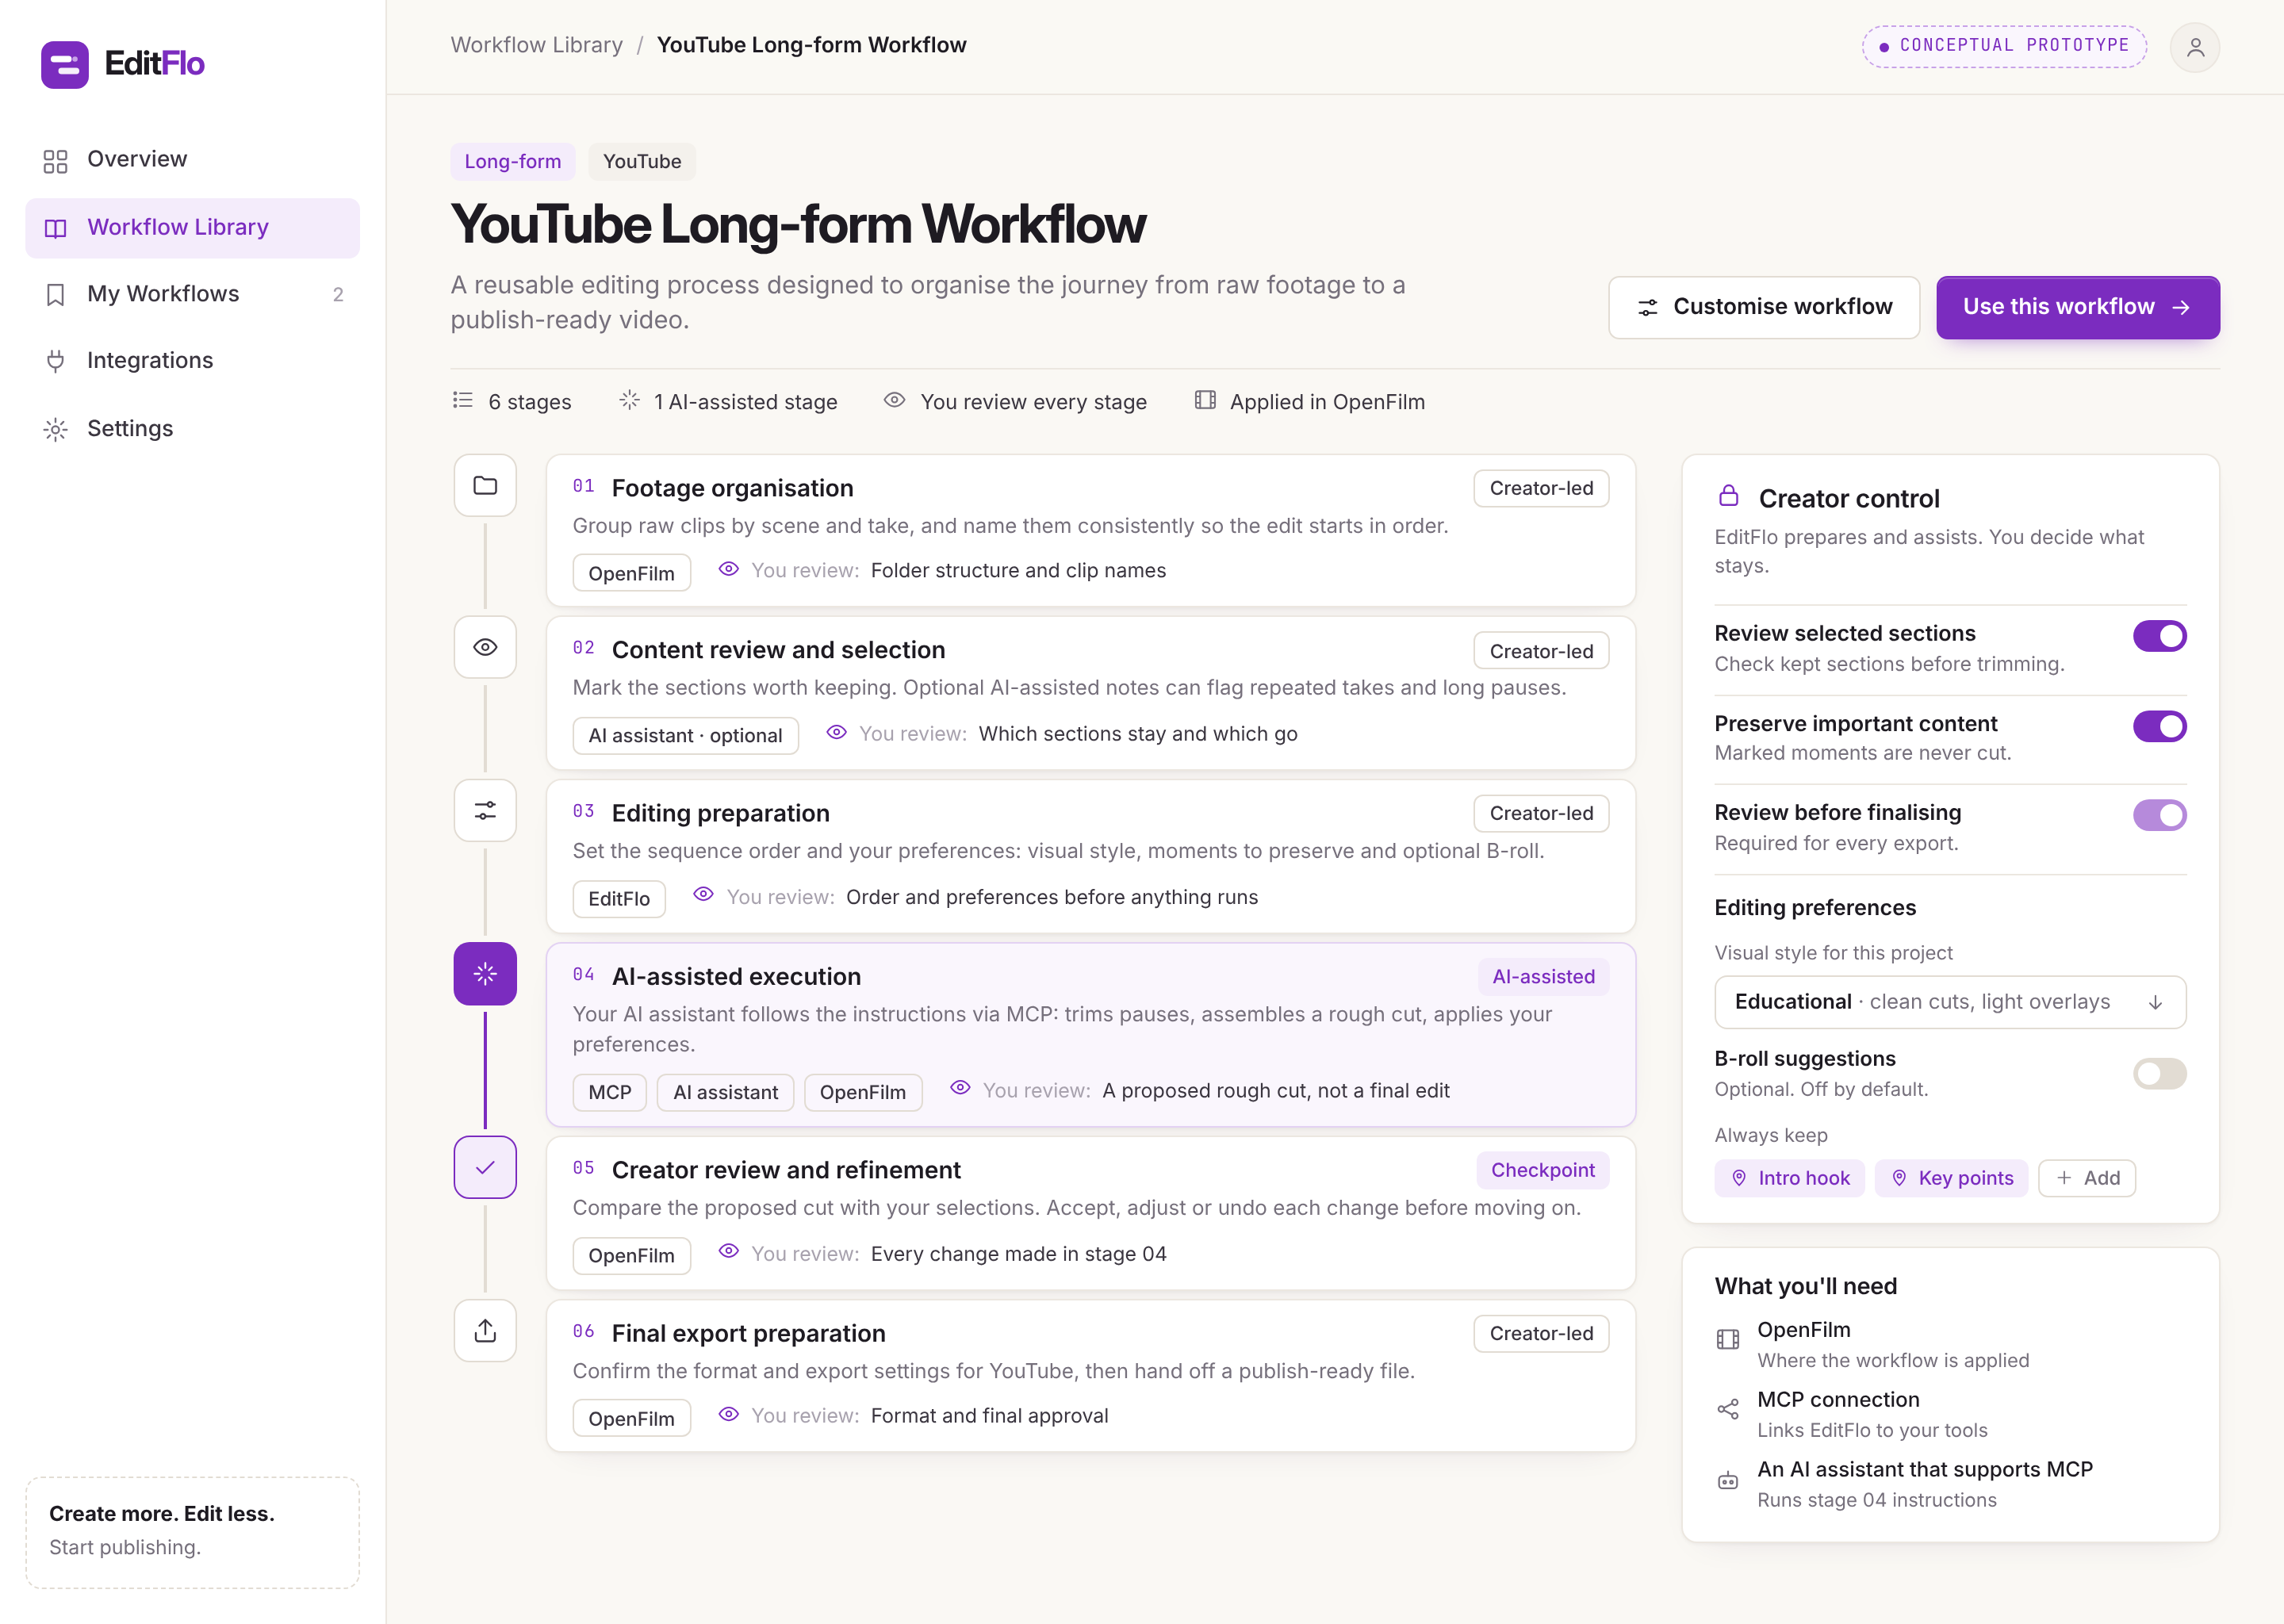 EditFlo
Overview
Workflow Library
My Workflows 2
Integrations
Settings
Create more. Edit less.
Start publishing.
Workflow Library / YouTube Long-form Workflow
CONCEPTUAL PROTOTYPE
Long-form YouTube
YouTube Long-form Workflow
A reusable editing process designed to organise the journey from raw footage to a
publish-ready video.
Customise workflow
Use this workflow →
6 stages
1 AI-assisted stage
You review every stage
Applied in OpenFilm
01 Footage organisation Creator-led
Group raw clips by scene and take, and name them consistently so the edit starts in order.
OpenFilm You review: Folder structure and clip names
02 Content review and selection Creator-led
Mark the sections worth keeping. Optional AI-assisted notes can flag repeated takes and long pauses.
AI assistant · optional You review: Which sections stay and which go
03 Editing preparation Creator-led
Set the sequence order and your preferences: visual style, moments to preserve and optional B-roll.
EditFlo You review: Order and preferences before anything runs
04 AI-assisted execution AI-assisted
Your AI assistant follows the instructions via MCP: trims pauses, assembles a rough cut, applies your
preferences.
MCP AI assistant OpenFilm You review: A proposed rough cut, not a final edit
05 Creator review and refinement Checkpoint
Compare the proposed cut with your selections. Accept, adjust or undo each change before moving on.
OpenFilm You review: Every change made in stage 04
06 Final export preparation Creator-led
Confirm the format and export settings for YouTube, then hand off a publish-ready file.
OpenFilm You review: Format and final approval
Creator control
EditFlo prepares and assists. You decide what
stays.
Review selected sections
Check kept sections before trimming.
Preserve important content
Marked moments are never cut.
Review before finalising
Required for every export.
Editing preferences
Visual style for this project
Educational · clean cuts, light overlays ↓
B-roll suggestions
Optional. Off by default.
Always keep
Intro hook Key points + Add
What you'll need
OpenFilm
Where the workflow is applied
MCP connection
Links EditFlo to your tools
An AI assistant that supports MCP
Runs stage 04 instructions